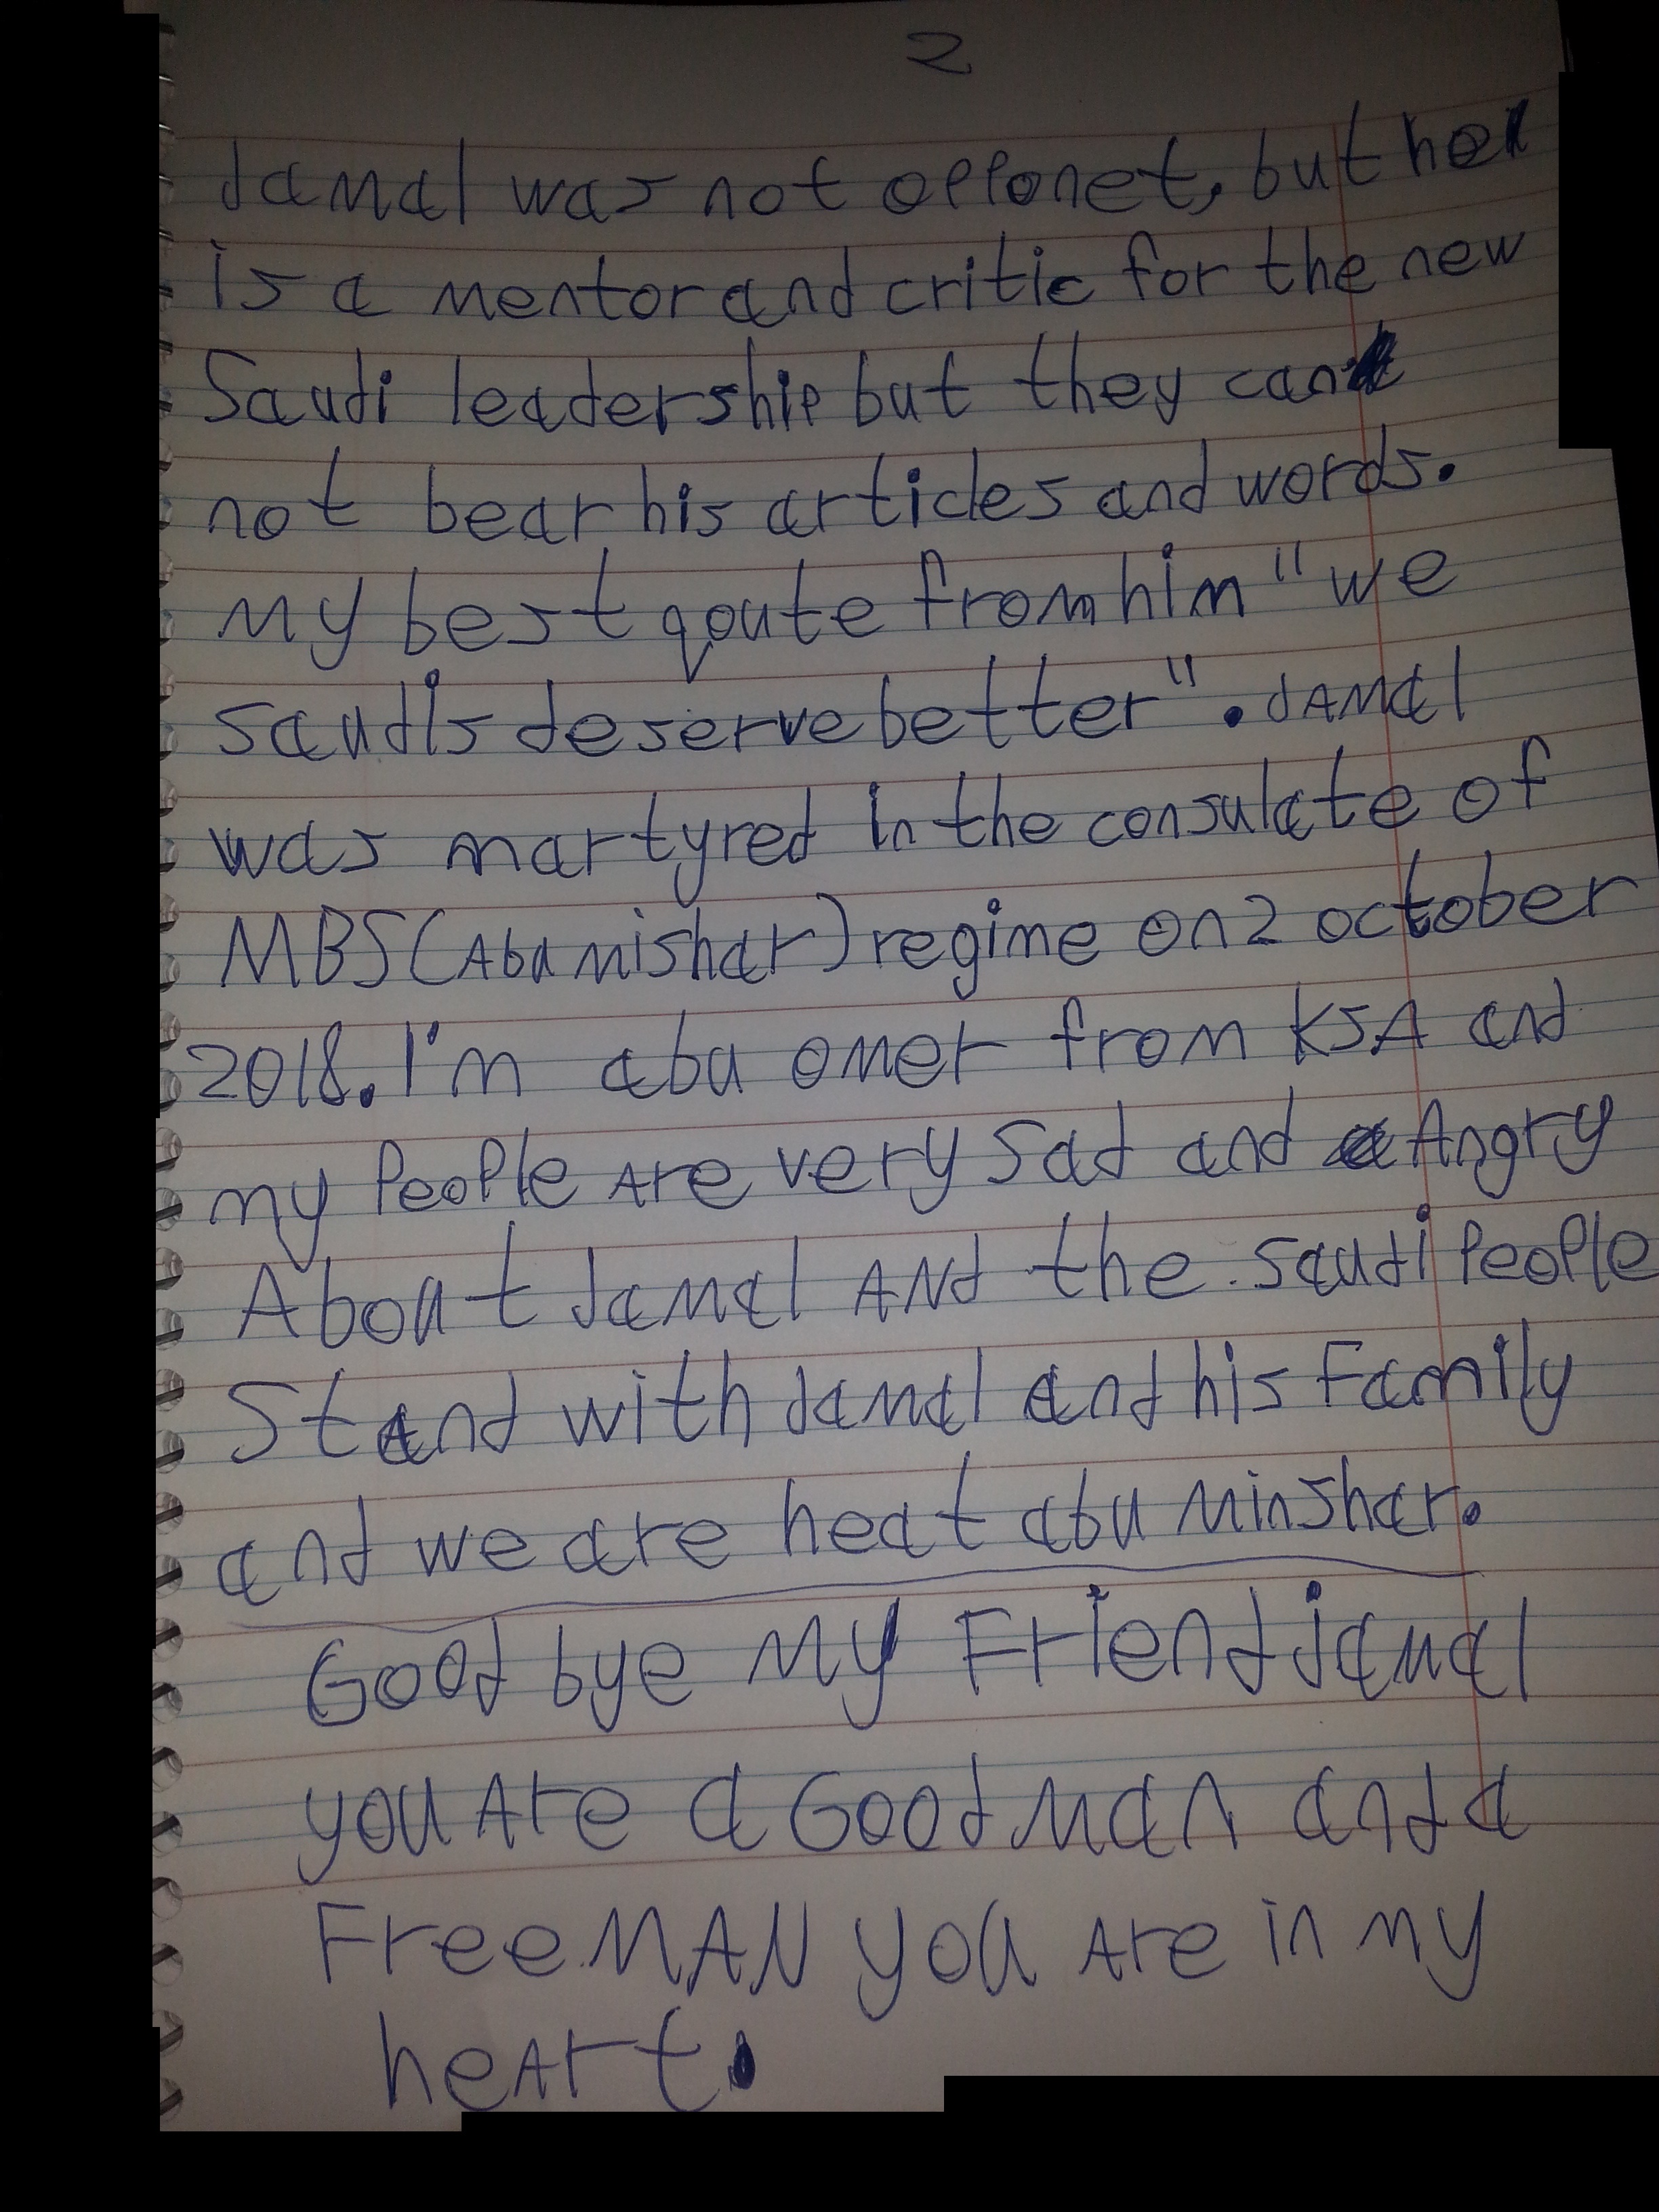 2
Jamal was not opponet, but he
is a mentor and critic for the new
Saudi leadership but they can
not bear his articles and words.
my best qoute from him "we
saudis deserve better". JAMAl
was martyred in the consulate of
MBS (Abu mishar) regime on 2 october
2018. I'm abu omer from KSA and
my People Are very sad and Angry
About Jamal ANd the saudi People
Stand with Jamal and his Family
and we are heat abu Minshar.
Good bye My Friend jamal
you Are a Good Man and a
Free MAN you Are in my
heArt.